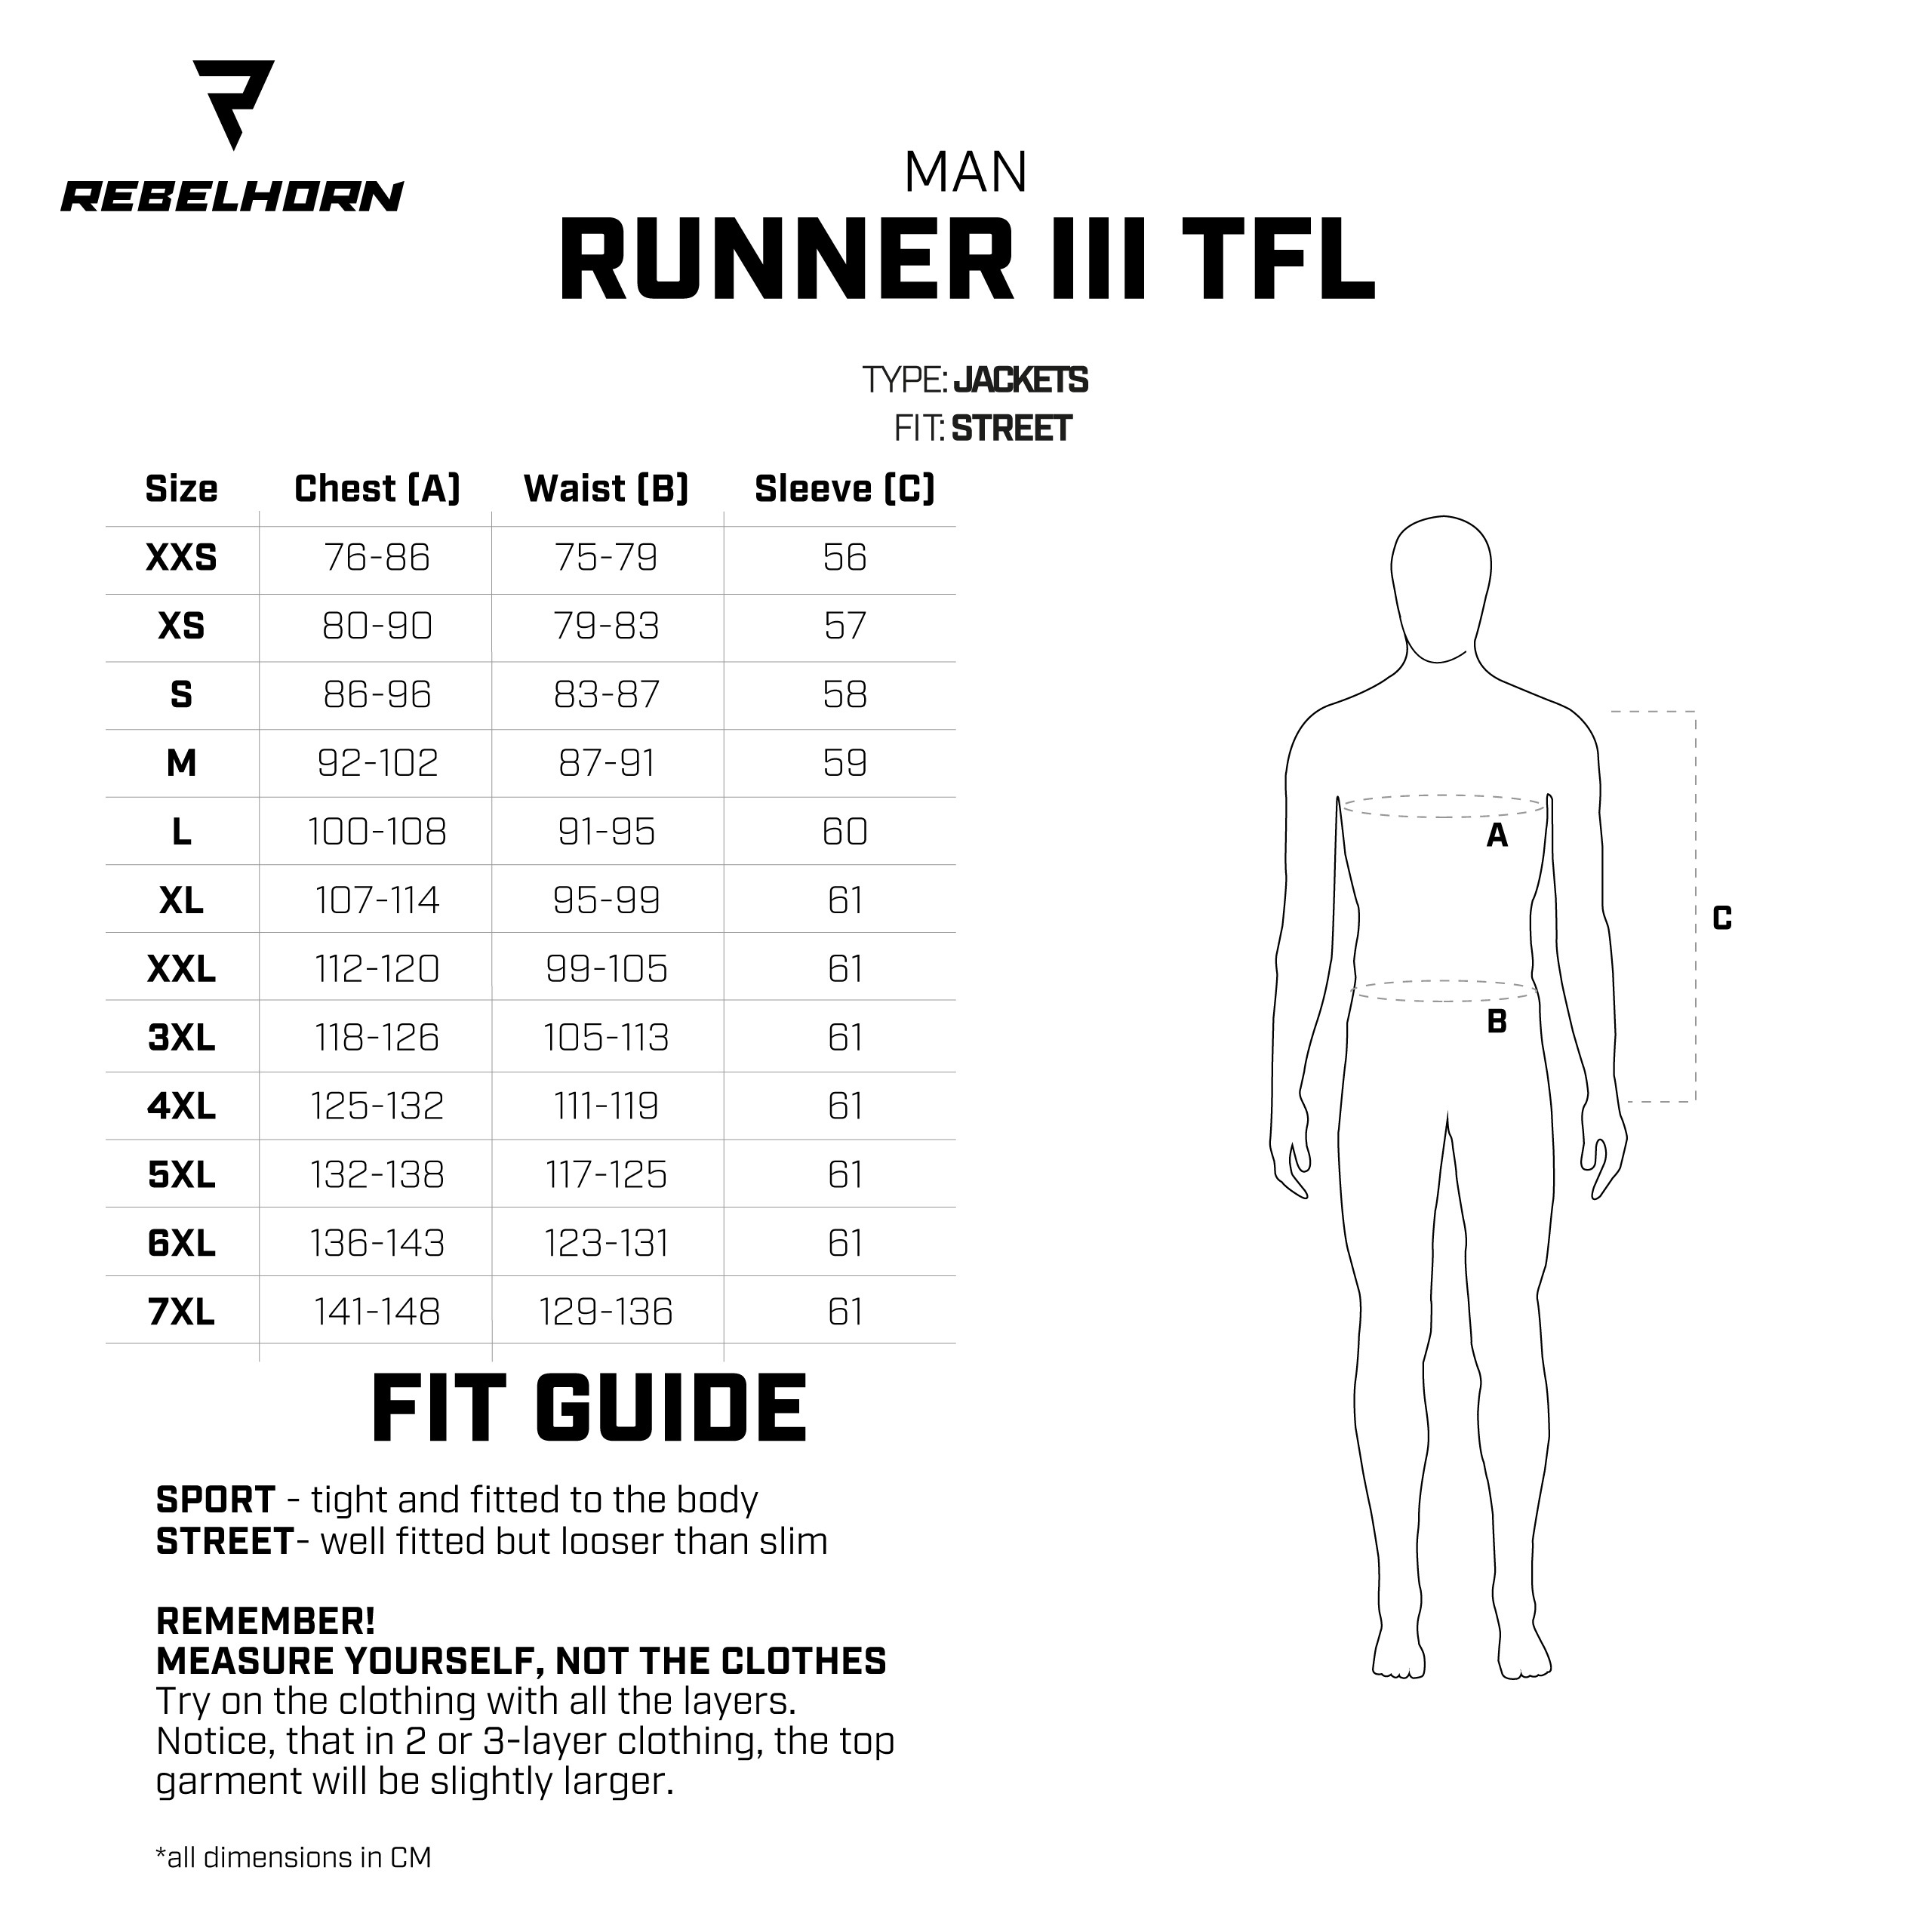 REBELHORN
MAN
RUNNER III TFL
TYPE: JACKETS
FIT: STREET
Size Chest (A) Waist (B) Sleeve (C)
XXS 76-86 75-79 56
XS 80-90 79-83 57
S 86-96 83-87 58
M 92-102 87-91 59
L 100-108 91-95 60
XL 107-114 95-99 61
XXL 112-120 99-105 61
3XL 118-126 105-113 61
4XL 125-132 111-119 61
5XL 132-138 117-125 61
6XL 136-143 123-131 61
7XL 141-148 129-136 61
A
B
C
FIT GUIDE
SPORT - tight and fitted to the body
STREET- well fitted but looser than slim
REMEMBER!
MEASURE YOURSELF, NOT THE CLOTHES
Try on the clothing with all the layers.
Notice, that in 2 or 3-layer clothing, the top
garment will be slightly larger.
*all dimensions in CM